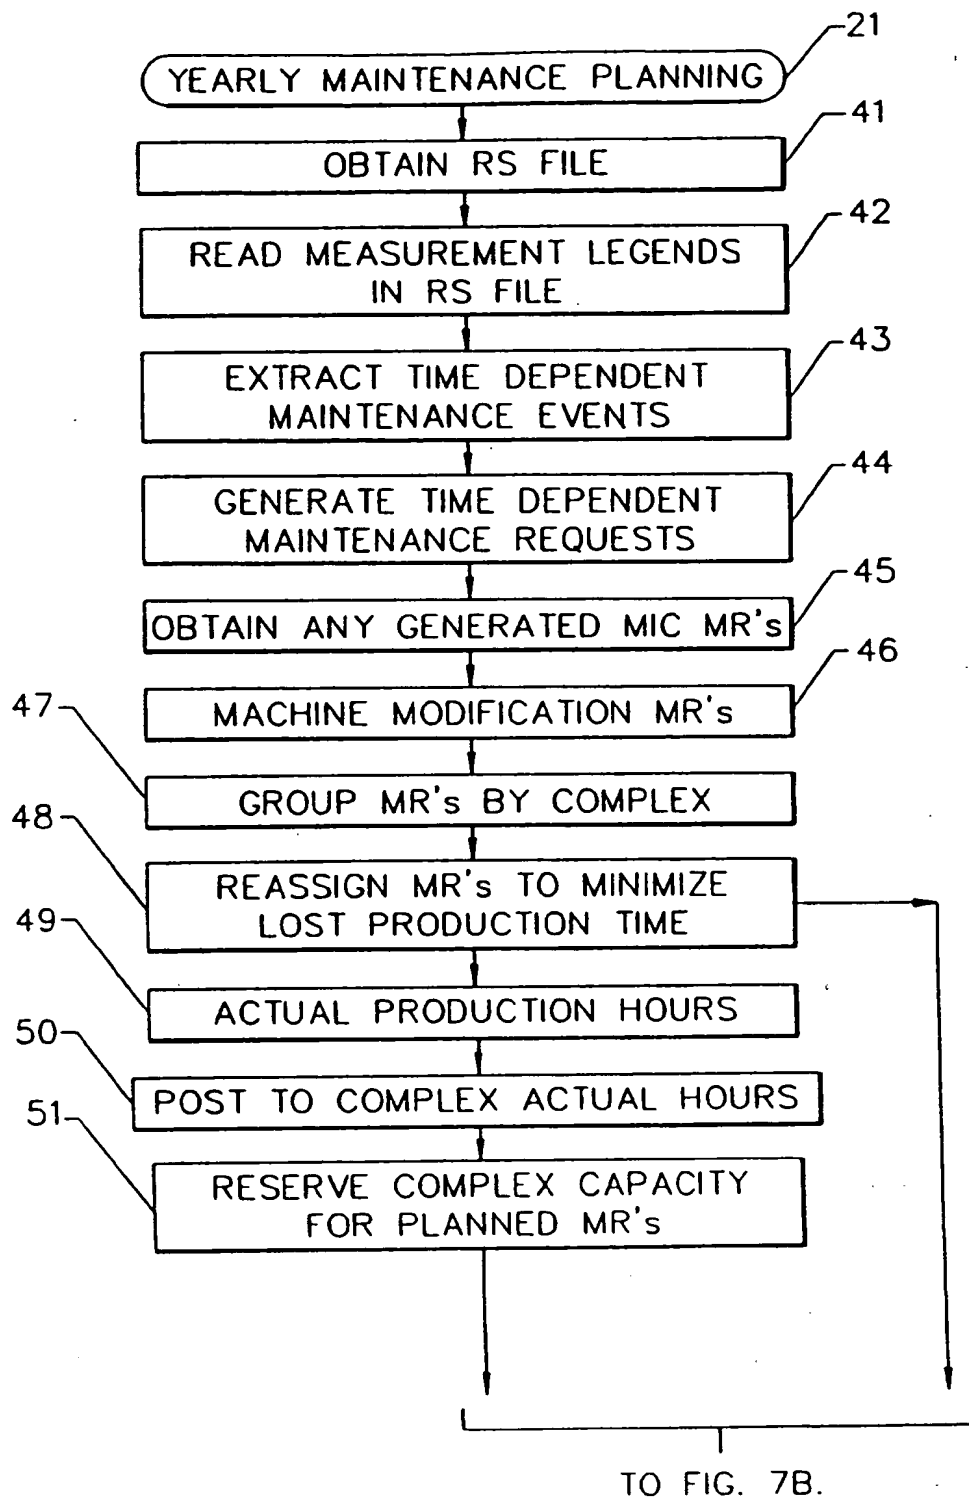 21
YEARLY MAINTENANCE PLANNING
41
OBTAIN RS FILE
42
READ MEASUREMENT LEGENDS
IN RS FILE
43
EXTRACT TIME DEPENDENT
MAINTENANCE EVENTS
44
GENERATE TIME DEPENDENT
MAINTENANCE REQUESTS
45
OBTAIN ANY GENERATED MIC MR's
46
MACHINE MODIFICATION MR's
47
GROUP MR's BY COMPLEX
48
REASSIGN MR's TO MINIMIZE
LOST PRODUCTION TIME
49
ACTUAL PRODUCTION HOURS
50
POST TO COMPLEX ACTUAL HOURS
51
RESERVE COMPLEX CAPACITY
FOR PLANNED MR's
TO FIG. 7B.